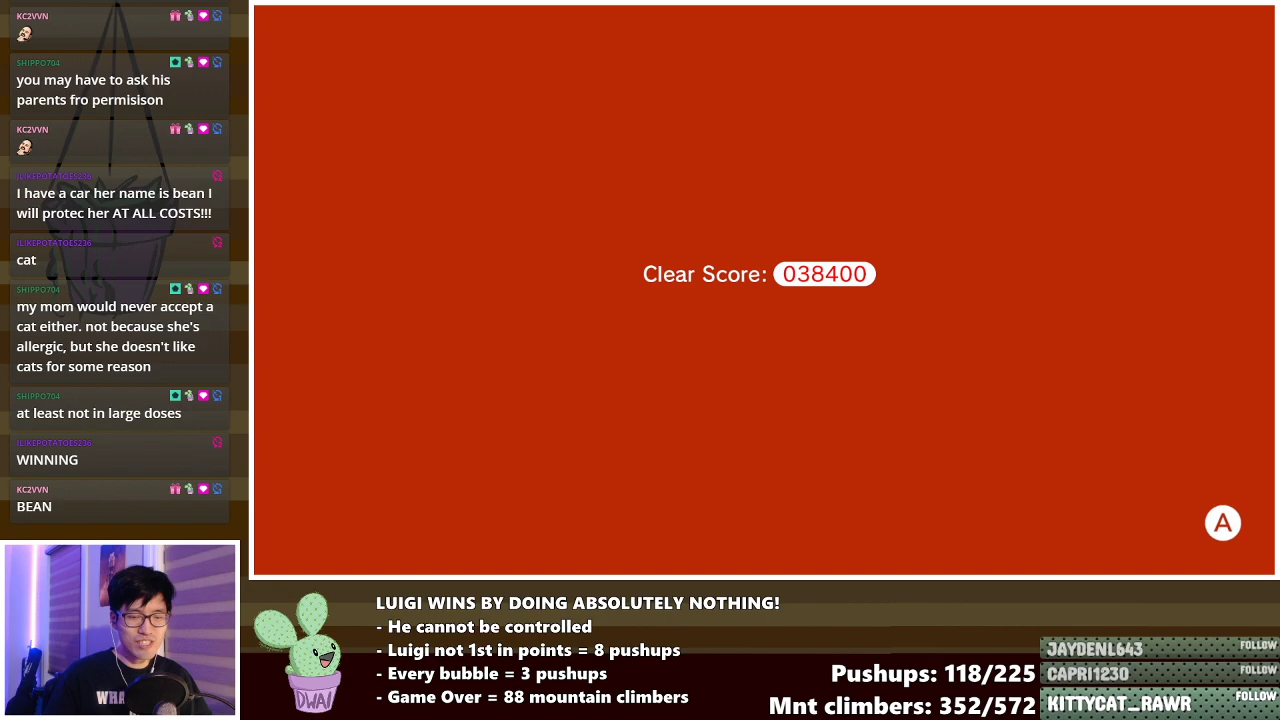 KC2VVN
SHIPPO704
you may have to ask his
parents fro permisison
KC2VVN
ILIKEPOTATOES236
I have a car her name is bean I
will protec her AT ALL COSTS!!!
ILIKEPOTATOES236
cat
SHIPPO704
my mom would never accept a
cat either. not because she's
allergic, but she doesn't like
cats for some reason
SHIPPO704
at least not in large doses
ILIKEPOTATOES236
WINNING
KC2VVN
BEAN
Clear Score: 038400
A
DWAI
LUIGI WINS BY DOING ABSOLUTELY NOTHING!
- He cannot be controlled
- Luigi not 1st in points = 8 pushups
- Every bubble = 3 pushups
- Game Over = 88 mountain climbers
Pushups: 118/225
Mnt climbers: 352/572
JAYDENL643 FOLLOW
CAPRI1230 FOLLOW
KITTYCAT_RAWR FOLLOW